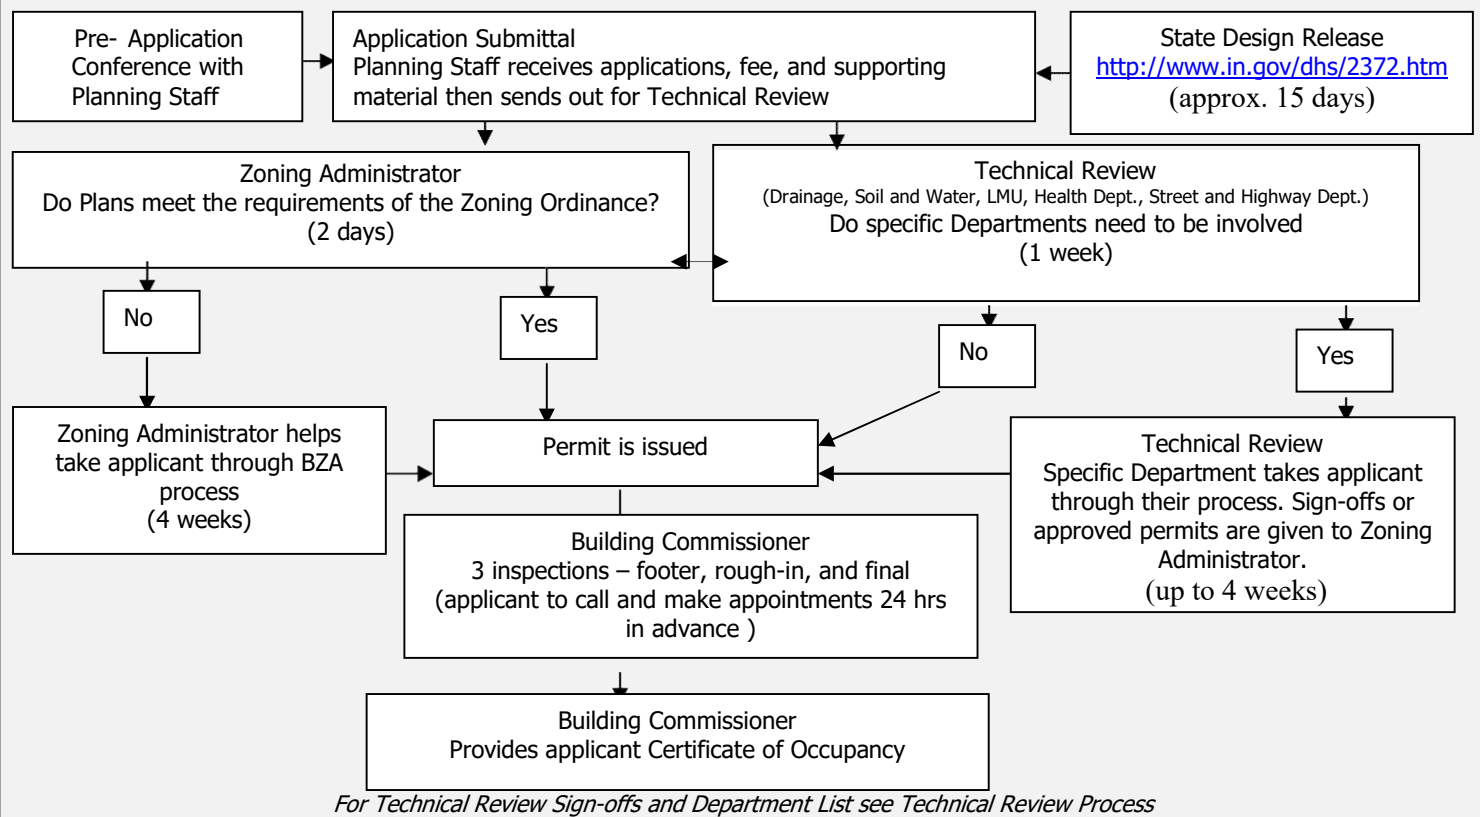 Pre- Application
Conference with
Planning Staff
Application Submittal
Planning Staff receives applications, fee, and supporting
material then sends out for Technical Review
State Design Release
http://www.in.gov/dhs/2372.htm
(approx. 15 days)
Zoning Administrator
Do Plans meet the requirements of the Zoning Ordinance?
(2 days)
Technical Review
(Drainage, Soil and Water, LMU, Health Dept., Street and Highway Dept.)
Do specific Departments need to be involved
(1 week)
No
Yes
No
Yes
Zoning Administrator helps
take applicant through BZA
process
(4 weeks)
Permit is issued
Technical Review
Specific Department takes applicant
through their process. Sign-offs or
approved permits are given to Zoning
Administrator.
(up to 4 weeks)
Building Commissioner
3 inspections – footer, rough-in, and final
(applicant to call and make appointments 24 hrs
in advance )
Building Commissioner
Provides applicant Certificate of Occupancy
For Technical Review Sign-offs and Department List see Technical Review Process